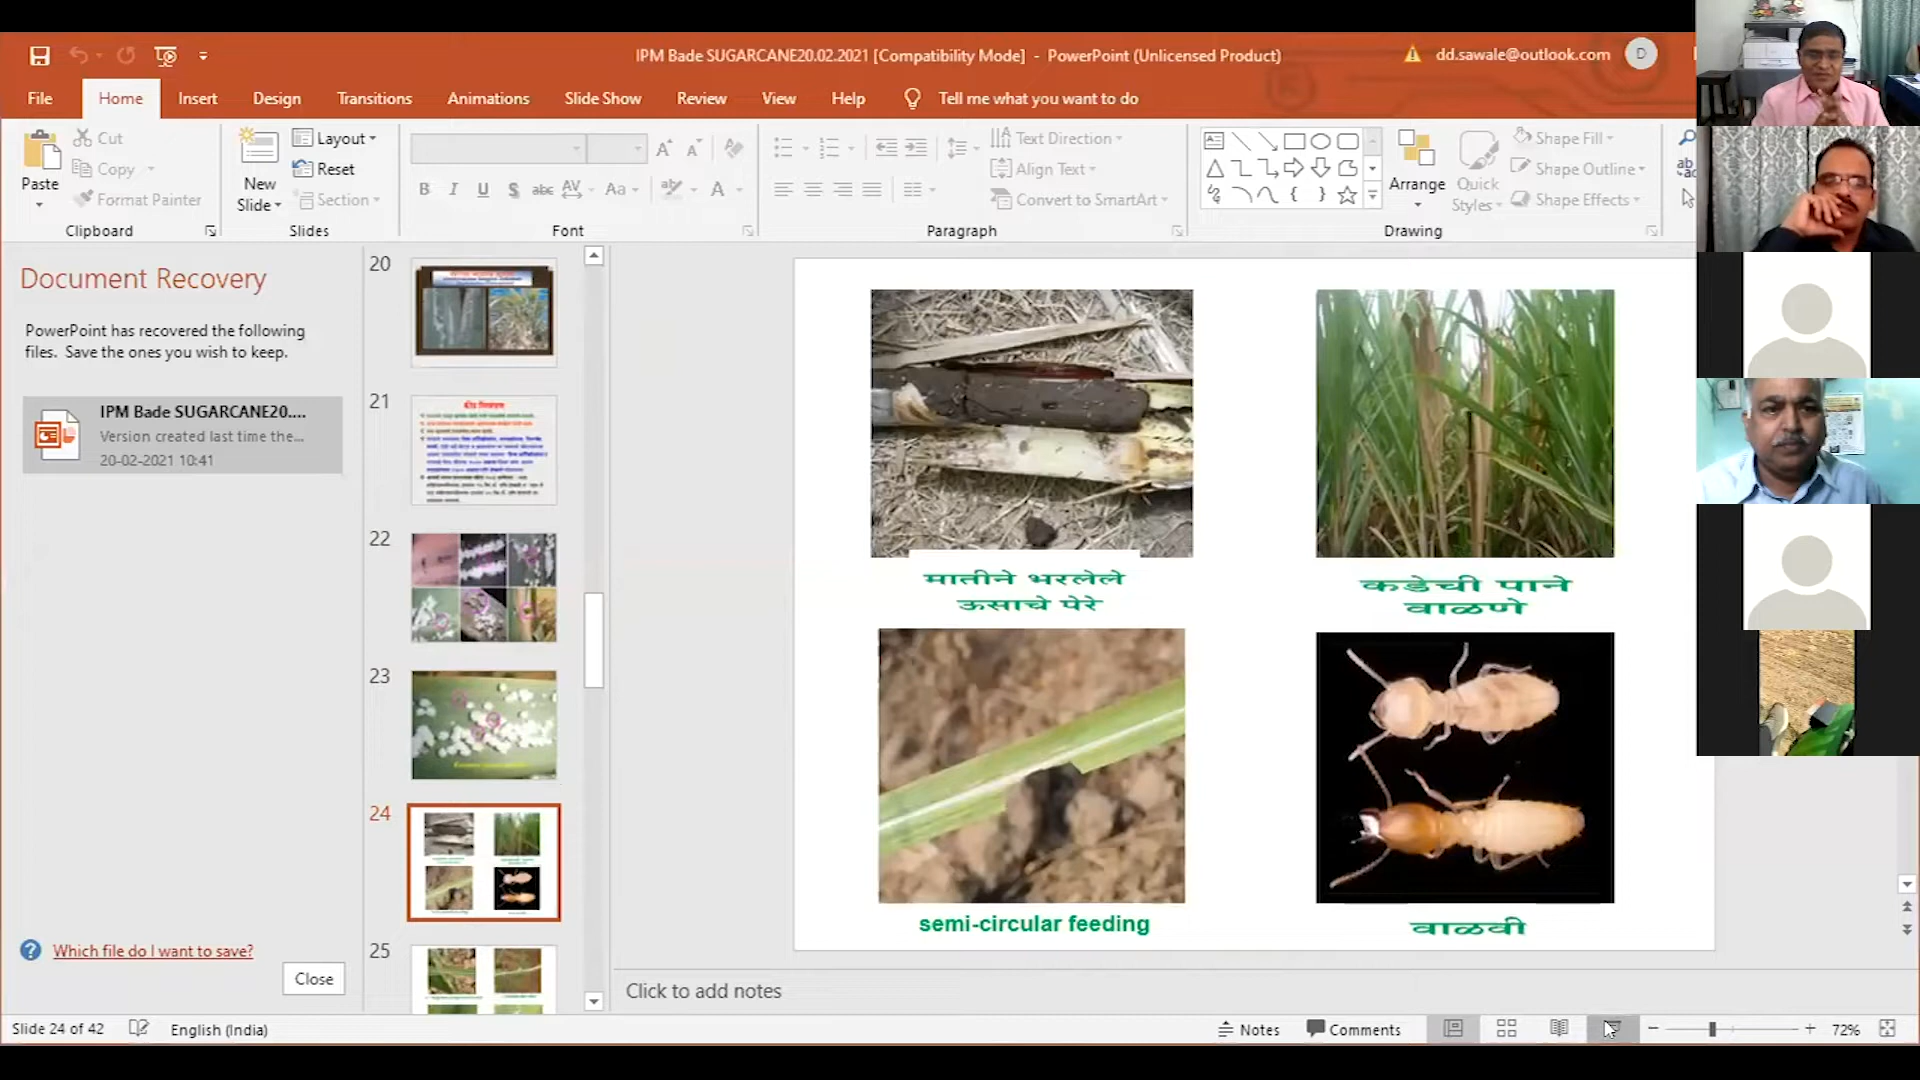 IPM Bade SUGARCANE20.02.2021 [Compatibility Mode] - PowerPoint (Unlicensed Product)
dd.sawale@outlook.com
D
File
Home
Insert
Design
Transitions
Animations
Slide Show
Review
View
Help
Tell me what you want to do
Paste
Cut
Copy
Format Painter
Clipboard
New
Slide
Layout
Reset
Section
Slides
Font
Text Direction
Align Text
Convert to SmartArt
Paragraph
Arrange
Quick
Styles
Shape Fill
Shape Outline
Shape Effects
Drawing
Document Recovery
PowerPoint has recovered the following
files. Save the ones you wish to keep.
IPM Bade SUGARCANE20....
Version created last time the...
20-02-2021 10:41
Which file do I want to save?
Close
20
21
कीड नियंत्रण
22
23
24
25
मातीने भरलेले
ऊसाचे पेरे
कडेची पाने
वाळणे
semi-circular feeding
वाळवी
Click to add notes
Slide 24 of 42
English (India)
Notes
Comments
72%